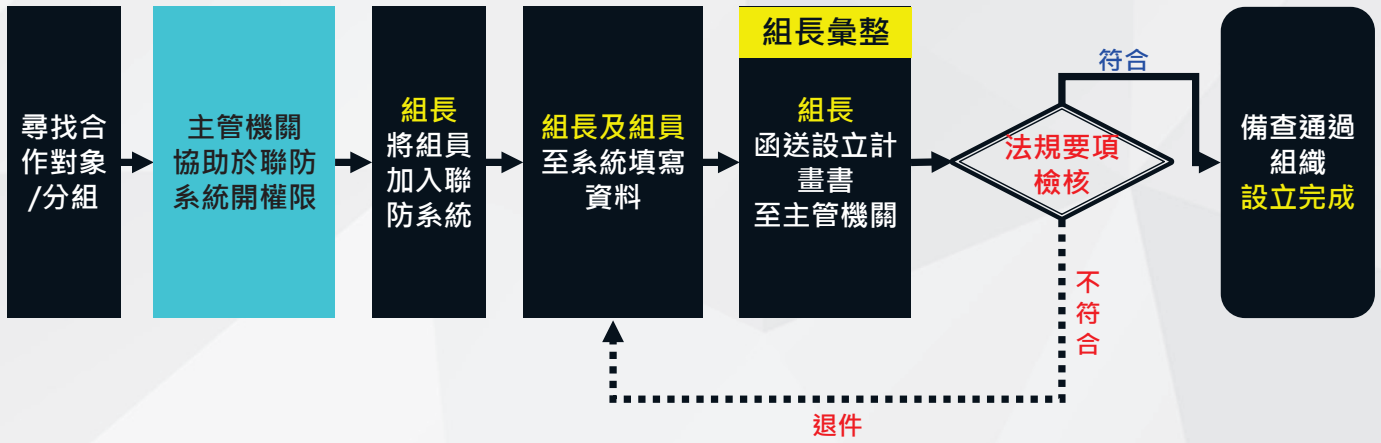 尋找合
作對象
/分組
主管機關
協助於聯防
系統開權限
組長
將組員
加入聯
防系統
組長及組員
至系統填寫
資料
組長彙整
組長
函送設立計
畫書
至主管機關
法規要項
檢核
符合
備查通過
組織
設立完成
不
符
合
退件